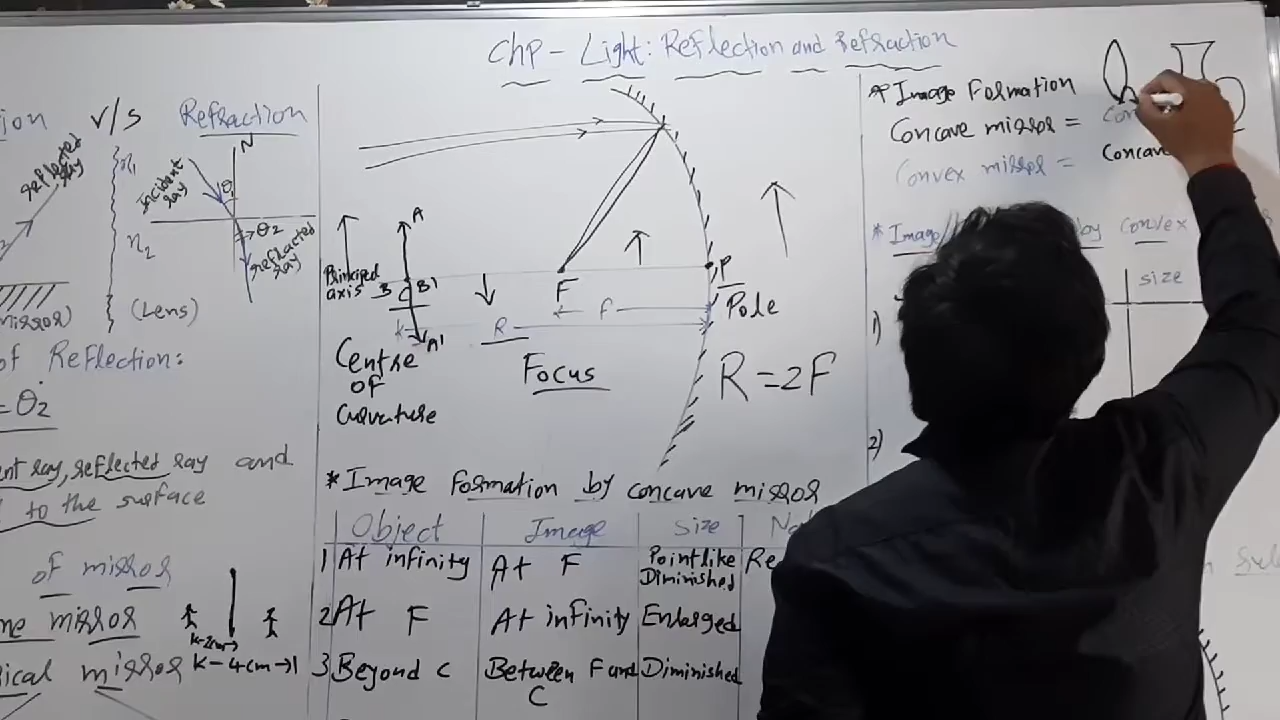 Chp - Light: Reflection and Refraction
v/s
Refraction
reflected ray
n1
N
Incident ray
θ1
n2
θ2
refracted ray
(Lens)
of Reflection:
= θ2
ray, reflected ray and
to the surface
of mirror
mirror
k-2cm→
mirror k-4cm→1
A
Principal axis
B C B'
A'
Centre
OF
Curvature
F
f
R
Focus
P
Pole
R = 2F
*Image formation by concave mirror
Object Image Size
1 At infinity At F Pointlike Diminished
2 At F At infinity Enlarged
3 Beyond C Between F and C Diminished
* Image Formation
Concave mirror =
Convex mirror = Concave
* Image by Convex
size
1)
2)